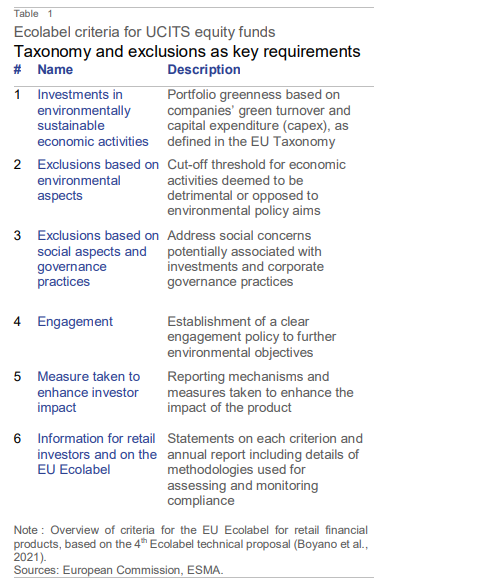 Table 1
Ecolabel criteria for UCITS equity funds
Taxonomy and exclusions as key requirements
# Name Description
1 Investments in Portfolio greenness based on
environmentally companies' green turnover and
sustainable capital expenditure (capex), as
economic activities defined in the EU Taxonomy
2 Exclusions based on Cut-off threshold for economic
environmental activities deemed to be
aspects detrimental or opposed to
environmental policy aims
3 Exclusions based on Address social concerns
social aspects and potentially associated with
governance investments and corporate
practices governance practices
4 Engagement Establishment of a clear
engagement policy to further
environmental objectives
5 Measure taken to Reporting mechanisms and
enhance investor measures taken to enhance the
impact impact of the product
6 Information for retail Statements on each criterion and
investors and on the annual report including details of
EU Ecolabel methodologies used for
assessing and monitoring
compliance
Note : Overview of criteria for the EU Ecolabel for retail financial
products, based on the 4th Ecolabel technical proposal (Boyano et al.,
2021).
Sources: European Commission, ESMA.